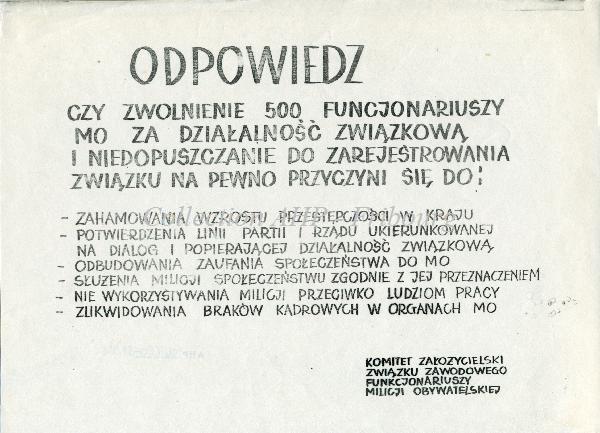 ODPOWIEDZ
CZY ZWOLNIENIE 500 FUNCJONARIUSZY
MO ZA DZIAŁALNOŚĆ ZWIĄZKOWĄ
I NIEDOPUSZCZANIE DO ZAREJESTROWANIA
ZWIĄZKU NA PEWNO PRZYCZYNI SIĘ DO:
- ZAHAMOWANIA WZROSTU PRZESTĘPCZOŚCI W KRAJU
- POTWIERDZENIA LINII PARTII I RZĄDU UKIERUNKOWANEJ
NA DIALOG I POPIERAJĄCEJ DZIAŁALNOŚĆ ZWIĄZKOWĄ
- ODBUDOWANIA ZAUFANIA SPOŁECZEŃSTWA DO MO
- SŁUŻENIA MILICJI SPOŁECZEŃSTWU ZGODNIE Z JEJ PRZEZNACZENIEM
- NIE WYKORZYSTYWANIA MILICJI PRZECIWKO LUDZIOM PRACY
- ZLIKWIDOWANIA BRAKÓW KADROWYCH W ORGANACH MO
KOMITET ZAŁOŻYCIELSKI
ZWIĄZKU ZAWODOWEGO
FUNKCJONARIUSZY
MILICJI OBYWATELSKIEJ